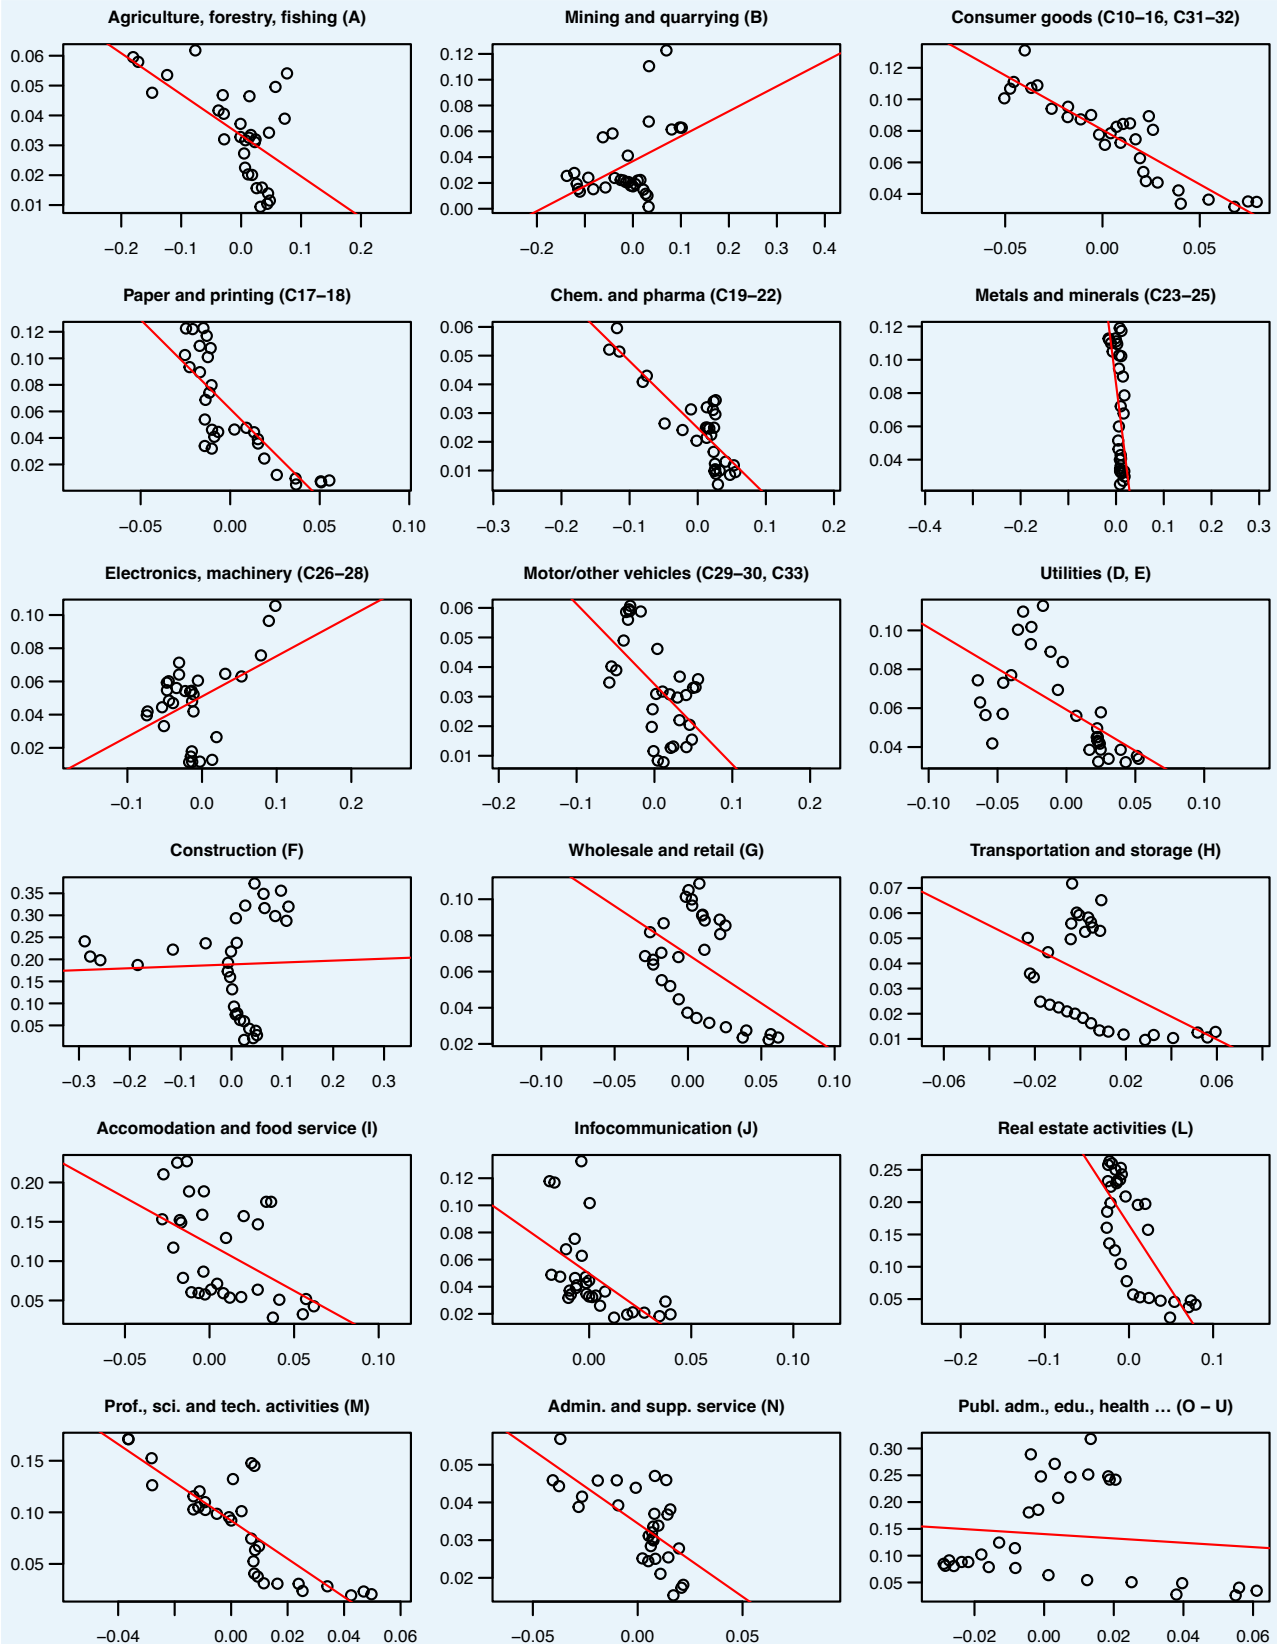 Agriculture, forestry, fishing (A) Mining and quarrying (B) Consumer goods (C10−16, C31−32)
0.06 0.12 0.12
0.05 0.10 0.10
0.04 0.08 0.08
0.03 0.06 0.06
0.02 0.04 0.04
0.01 0.02
0.00
−0.2 −0.1 0.0 0.1 0.2 −0.2 0.0 0.1 0.2 0.3 0.4 −0.05 0.00 0.05
Paper and printing (C17−18) Chem. and pharma (C19−22) Metals and minerals (C23−25)
0.12 0.06 0.12
0.10 0.05 0.10
0.08 0.04 0.08
0.06 0.03 0.06
0.04 0.02 0.04
0.02 0.01
−0.05 0.00 0.05 0.10 −0.3 −0.2 −0.1 0.0 0.1 0.2 −0.4 −0.2 0.0 0.1 0.2 0.3
Electronics, machinery (C26−28) Motor/other vehicles (C29−30, C33) Utilities (D, E)
0.10 0.06 0.10
0.08 0.05 0.08
0.06 0.04 0.06
0.04 0.03 0.04
0.02 0.02
0.01
−0.1 0.0 0.1 0.2 −0.2 −0.1 0.0 0.1 0.2 −0.10 −0.05 0.00 0.05 0.10
Construction (F) Wholesale and retail (G) Transportation and storage (H)
0.35 0.10 0.07
0.30 0.08 0.06
0.25 0.06 0.05
0.20 0.04 0.04
0.15 0.02 0.03
0.10 0.02
0.05 0.01
−0.3 −0.2 −0.1 0.0 0.1 0.3 −0.10 −0.05 0.00 0.05 0.10 −0.06 −0.02 0.02 0.06
Accomodation and food service (I) Infocommunication (J) Real estate activities (L)
0.20 0.12 0.25
0.15 0.10 0.20
0.10 0.08 0.15
0.05 0.06 0.10
0.04 0.05
0.02
−0.05 0.00 0.05 0.10 0.00 0.05 0.10 −0.2 −0.1 0.0 0.1
Prof., sci. and tech. activities (M) Admin. and supp. service (N) Publ. adm., edu., health … (O − U)
0.15 0.05 0.30
0.10 0.04 0.25
0.05 0.03 0.20
0.02 0.15
0.10
0.05
−0.04 0.00 0.02 0.04 0.06 −0.05 0.00 0.05 −0.02 0.00 0.02 0.04 0.06